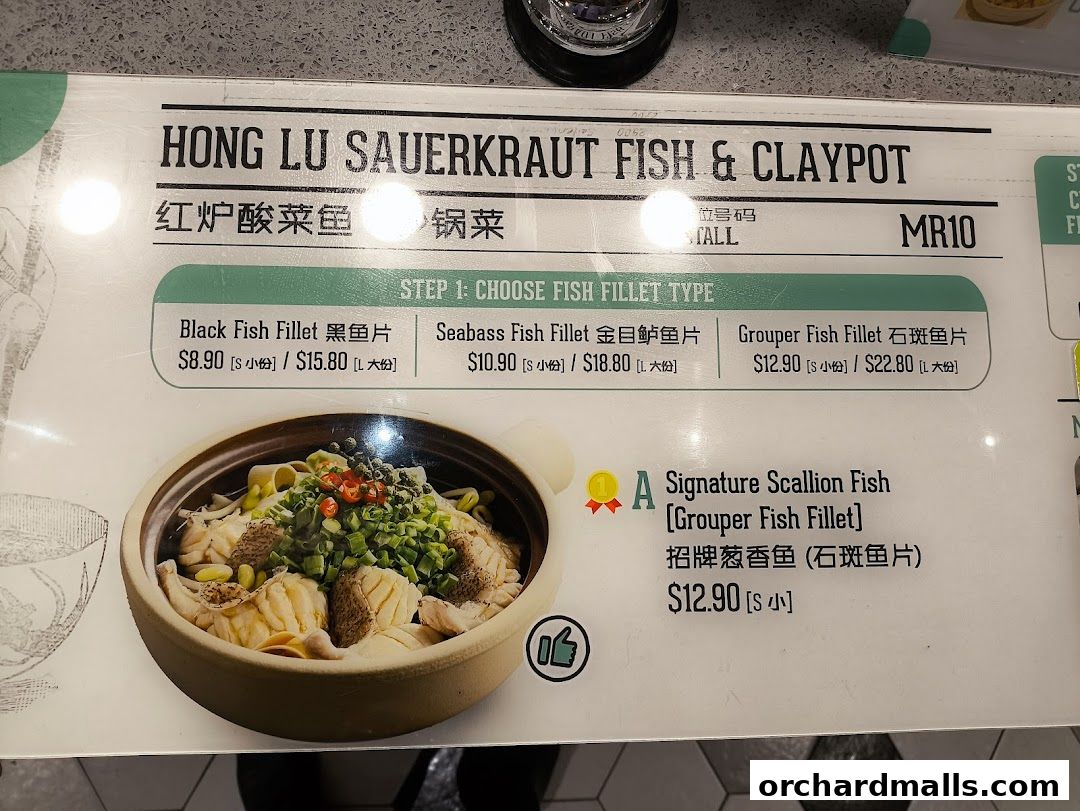 HONG LU SAUERKRAUT FISH & CLAYPOT
红炉酸菜鱼 锅菜
号码
MR10
STEP 1: CHOOSE FISH FILLET TYPE
Black Fish Fillet 黑鱼片
$8.90 [S 小份] / $15.80 [L 大份]
Seabass Fish Fillet 金目鲈鱼片
$10.90 [S 小份] / $18.80 [L 大份]
Grouper Fish Fillet 石斑鱼片
$12.90 [S 小份] / $22.80 [L 大份]
1
A Signature Scallion Fish
[Grouper Fish Fillet]
招牌葱香鱼 (石斑鱼片)
$12.90 [S 小]
orchardmalls.com